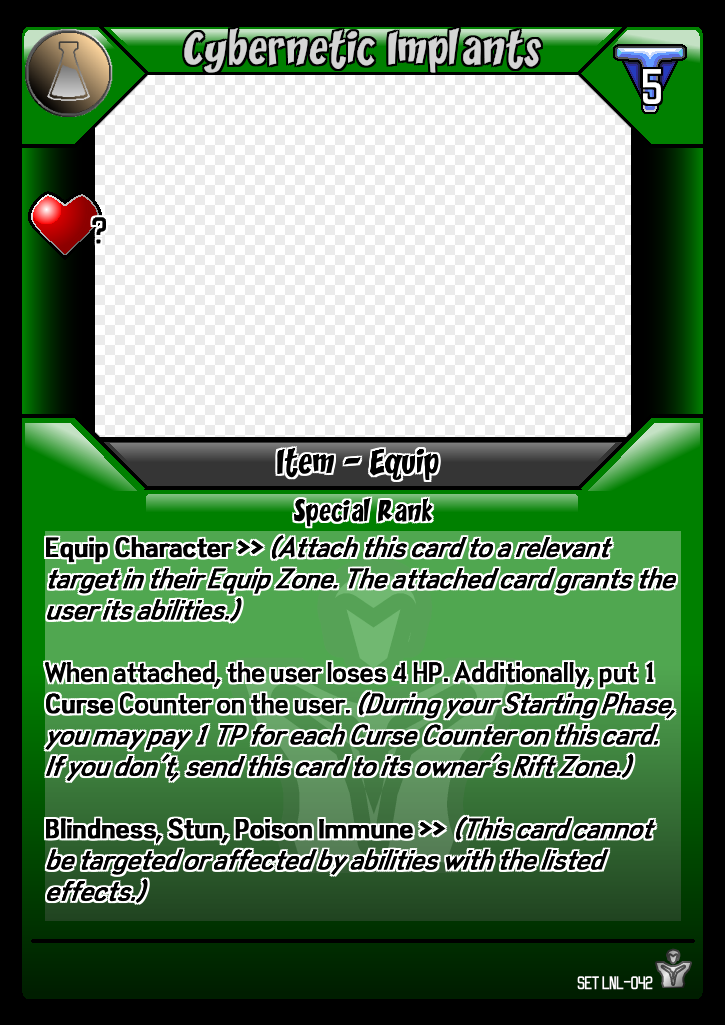 Cybernetic Implants
5
?
Item - Equip
Special Rank
Equip Character >> (Attach this card to a relevant
target in their Equip Zone. The attached card grants the
user its abilities.)
When attached, the user loses 4 HP. Additionally, put 1
Curse Counter on the user. (During your Starting Phase,
you may pay 1 TP for each Curse Counter on this card.
If you don't, send this card to its owner's Rift Zone.)
Blindness, Stun, Poison Immune >> (This card cannot
be targeted or affected by abilities with the listed
effects.)
SET LNL-042